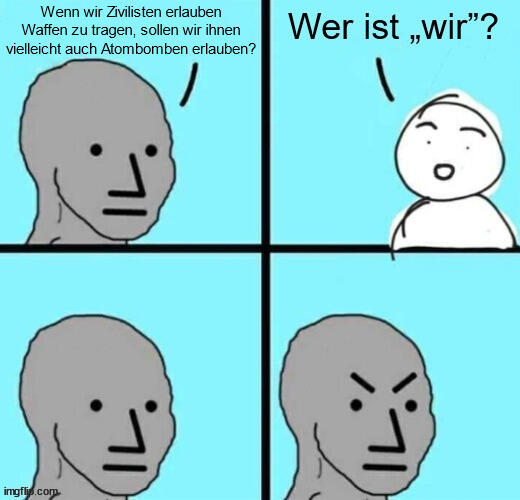 Wenn wir Zivilisten erlauben
Waffen zu tragen, sollen wir ihnen
vielleicht auch Atombomben erlauben?
Wer ist „wir”?
imgflip.com